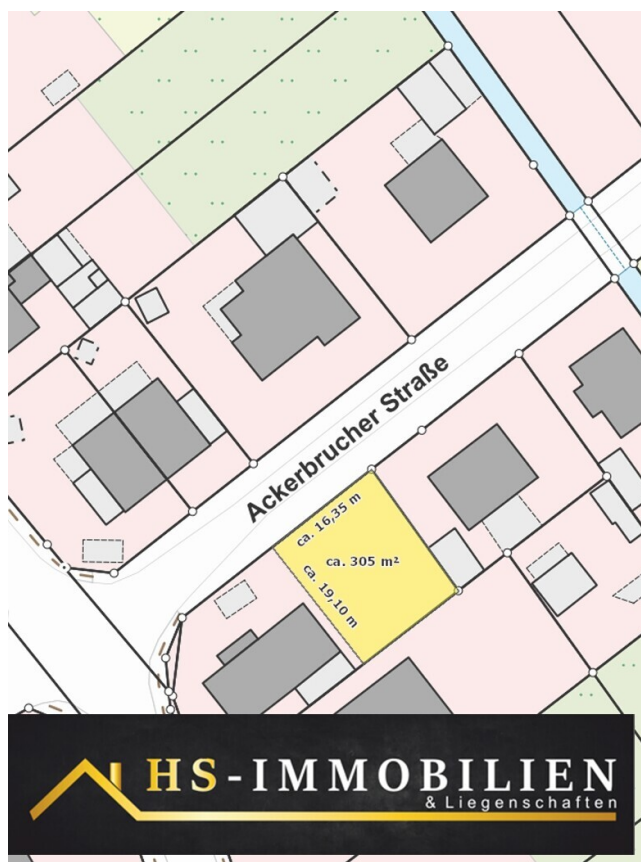 Ackerbrucher Straße
ca. 16,35 m
ca. 305 m²
ca. 19,10 m
HS-IMMOBILIEN
& Liegenschaften